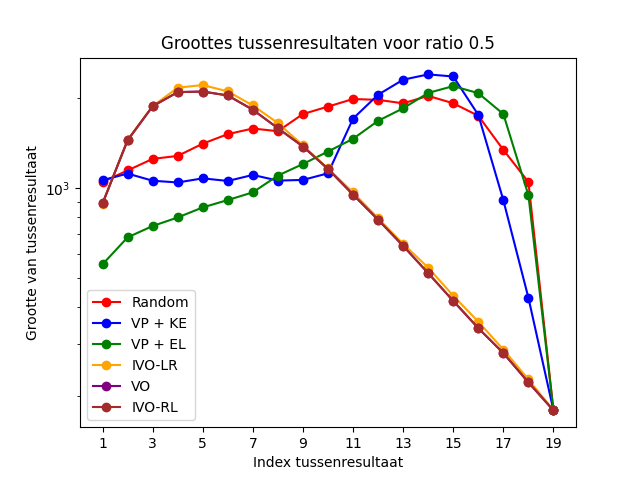 Groottes tussenresultaten voor ratio 0.5
Grootte van tussenresultaat
10³
Random
VP + KE
VP + EL
IVO-LR
VO
IVO-RL
1 3 5 7 9 11 13 15 17 19
Index tussenresultaat